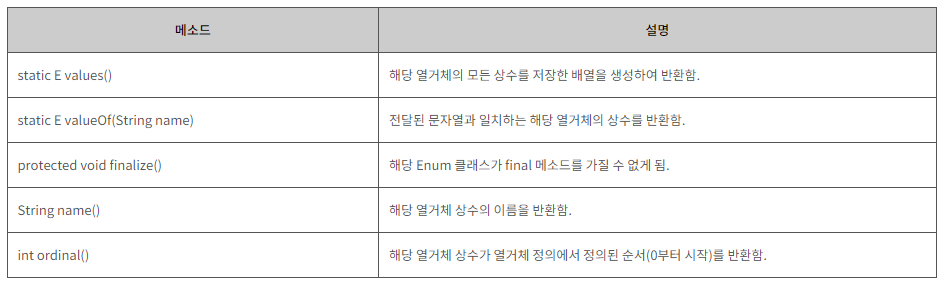 메소드 설명
static E values() 해당 열거체의 모든 상수를 저장한 배열을 생성하여 반환함.
static E valueOf(String name) 전달된 문자열과 일치하는 해당 열거체의 상수를 반환함.
protected void finalize() 해당 Enum 클래스가 final 메소드를 가질 수 없게 됨.
String name() 해당 열거체 상수의 이름을 반환함.
int ordinal() 해당 열거체 상수가 열거체 정의에서 정의된 순서(0부터 시작)를 반환함.